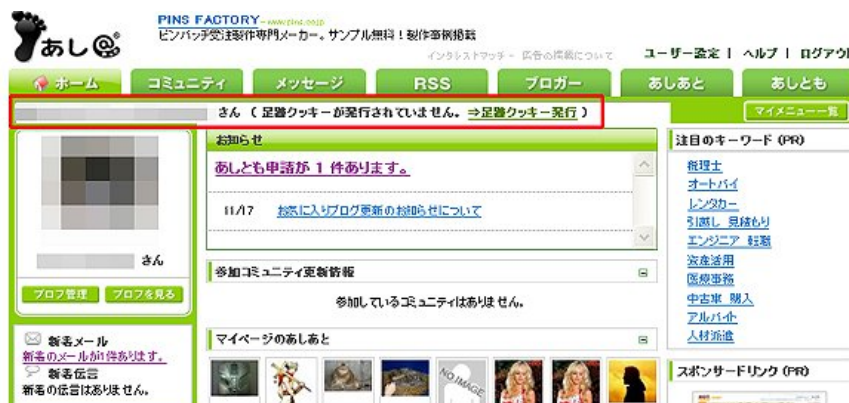 あし@
PINS FACTORY - www.pins.co.jp
ピンバッチ受注製作専門メーカー。サンプル無料！製作事例掲載
インタレストマッチ - 広告の掲載について
ユーザー設定 | ヘルプ | ログアウ
ホーム コミュニティ メッセージ RSS ブロガー あしあと あしとも
さん ( 足跡クッキーが発行されていません。⇒足跡クッキー発行 )
マイメニュー一覧
お知らせ
あしとも申請が 1 件あります。
11/17 お気に入りブログ更新のお知らせについて
さん
プロフ管理 プロフを見る
新着メール
新着のメールが1件あります。
新着伝言
新着の伝言はありません。
参加コミュニティ更新情報
参加しているコミュニティはありません。
マイページのあしあと
NO IMAGE
注目のキーワード (PR)
税理士
オートバイ
レンタカー
引越し 見積もり
エンジニア 転職
資産活用
医療事務
中古車 購入
アルバイト
人材派遣
スポンサードリンク (PR)